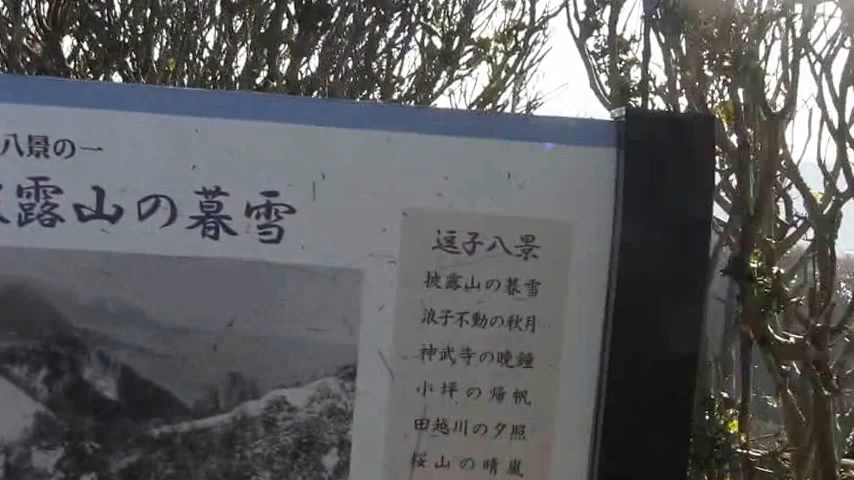 八景の一
露山の暮雪
逗子八景
披露山の暮雪
浪子不動の秋月
神武寺の晩鐘
小坪の帰帆
田越川の夕照
桜山の晴嵐